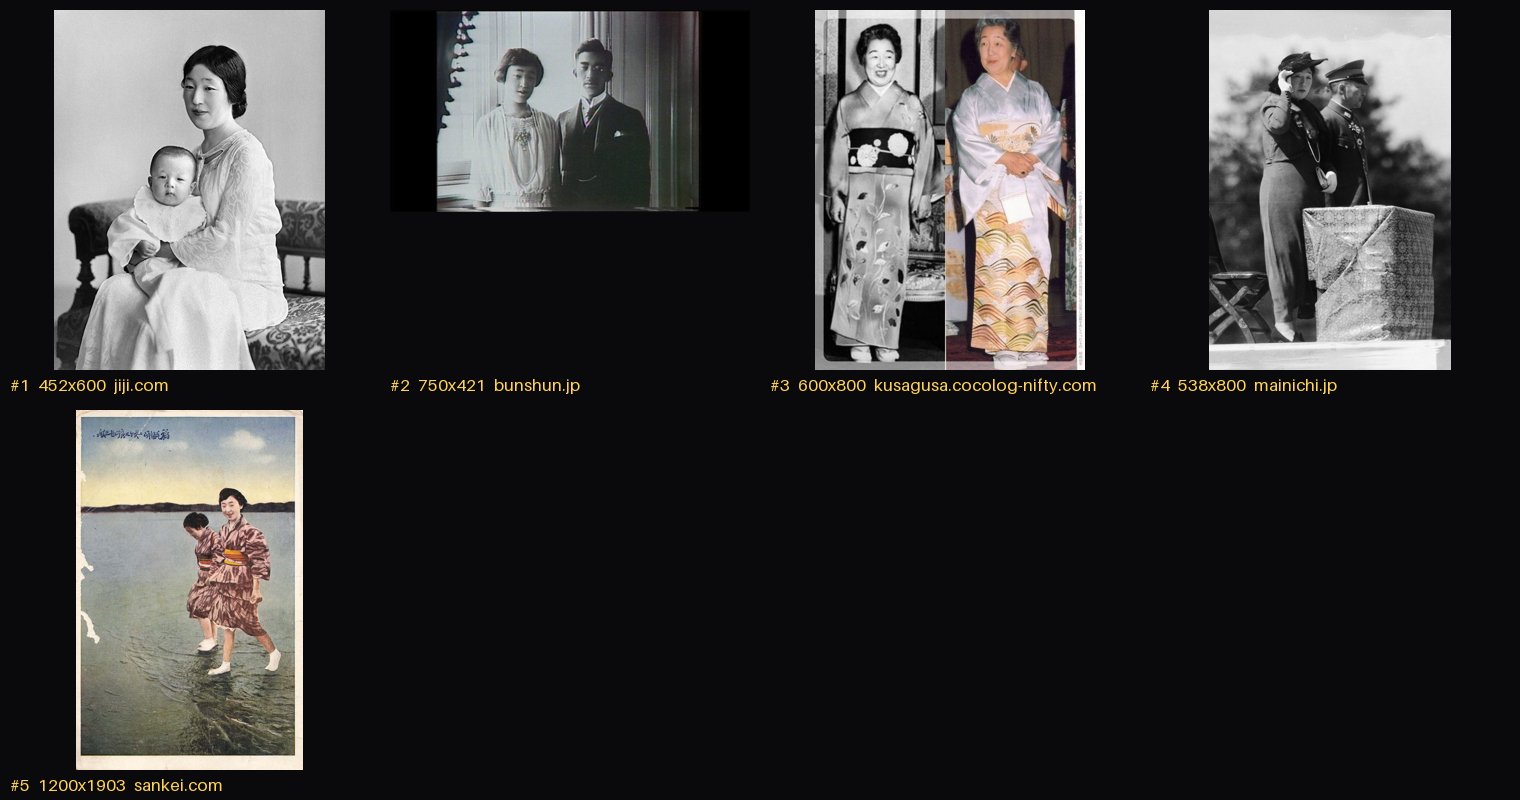 #1 452x600 jiji.com
#2 750x421 bunshun.jp
#3 600x800 kusagusa.cocolog-nifty.com
#4 538x800 mainichi.jp
#5 1200x1903 sankei.com